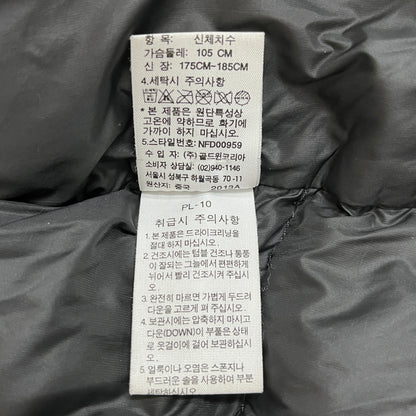 항 목: 신체치수
가슴둘레: 105 CM
신 장: 175CM~185CM
4.세탁시 주의사항
* 본 제품은 원단특성상
고온에 약하므로 화기에
가까이 하지 마십시오.
5.스타일번호: NFD00959
수 입 자: (주) 골드윈코리아
소비자 상담실: (02)940-1146
서울시 성북구 하월곡동 70-11
원산지: 중국 2012A
PL-10
취급시 주의사항
1. 본 제품은 드라이크리닝을
절대 하지 마십시오.
2. 건조시에는 텀블 건조나 통풍
이 잘되는 그늘에서 편편하게
뉘어서 빨리 건조시켜 주십시
오.
3. 완전히 마르면 가볍게 두드려
다운을 고르게 펴 주십시오.
4. 보관시에는 압축하지 마시고
다운(DOWN)이 부풀은 상태
로 옷걸이에 걸어 보관하십시
오.
5. 얼룩이나 오염은 스폰지나
부드러운 솔을 사용하여 부분